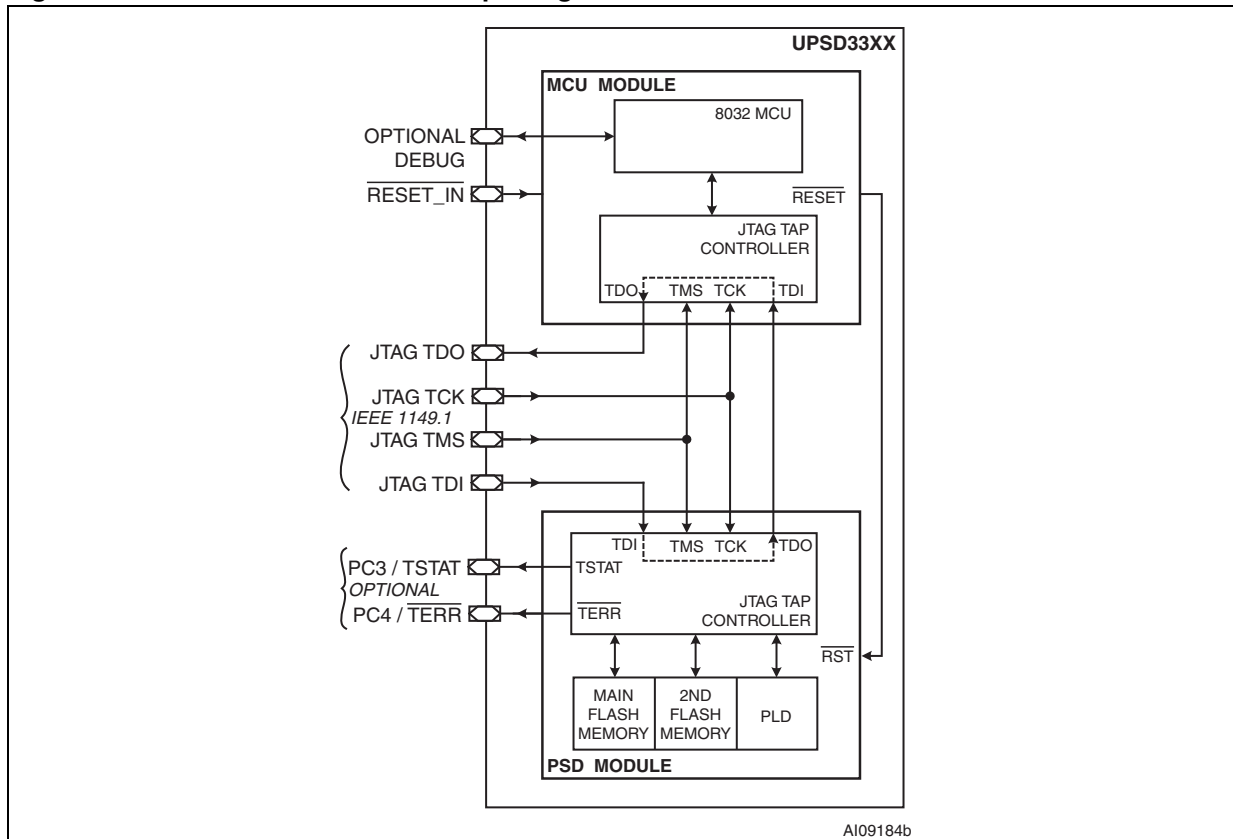 UPSD33XX
MCU MODULE
8032 MCU
OPTIONAL
DEBUG
RESET_IN
RESET
JTAG TAP
CONTROLLER
TDO TMS TCK TDI
JTAG TDO
JTAG TCK
IEEE 1149.1
JTAG TMS
JTAG TDI
TDI TMS TCK TDO
PC3 / TSTAT
TSTAT
OPTIONAL
PC4 / TERR
TERR
JTAG TAP
CONTROLLER
RST
MAIN
FLASH
MEMORY
2ND
FLASH
MEMORY
PLD
PSD MODULE
AI09184b